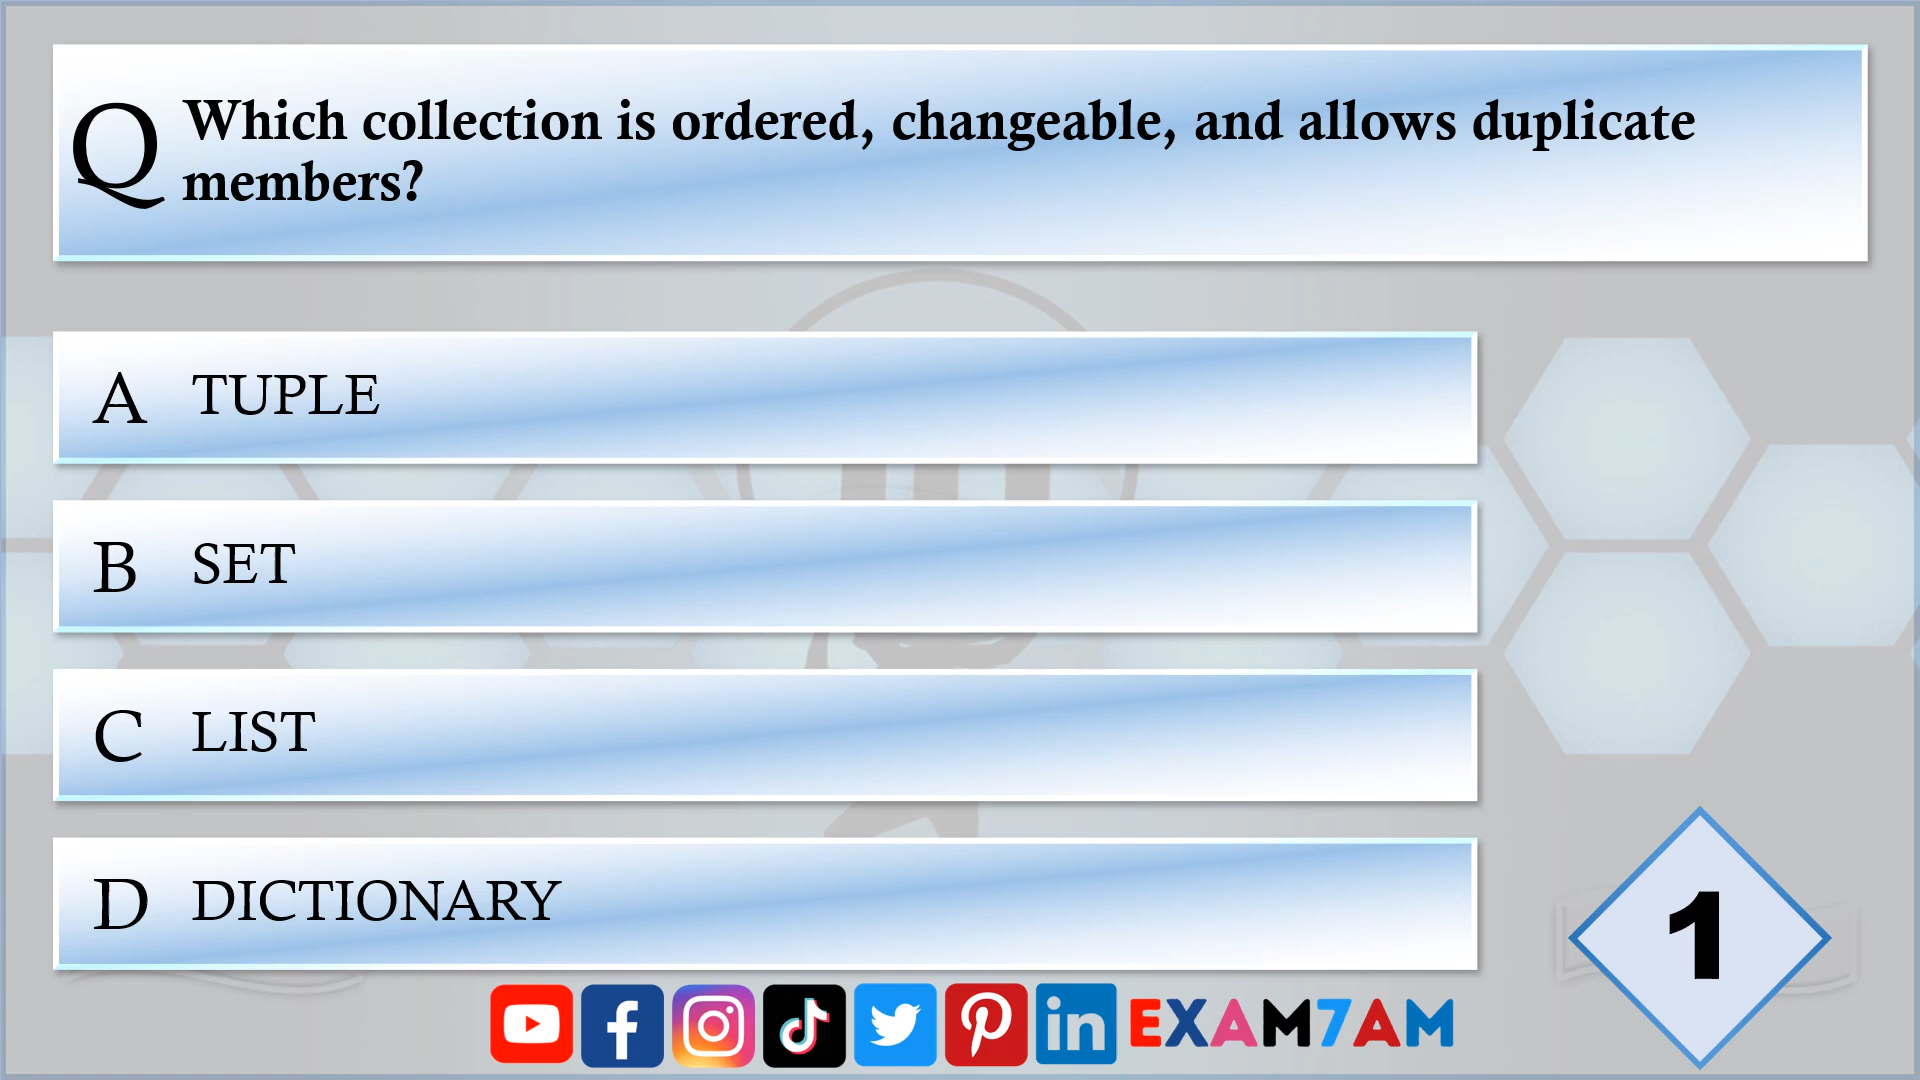 Q Which collection is ordered, changeable, and allows duplicate
members?
A TUPLE
B SET
C LIST
D DICTIONARY
1
EXAM7AM